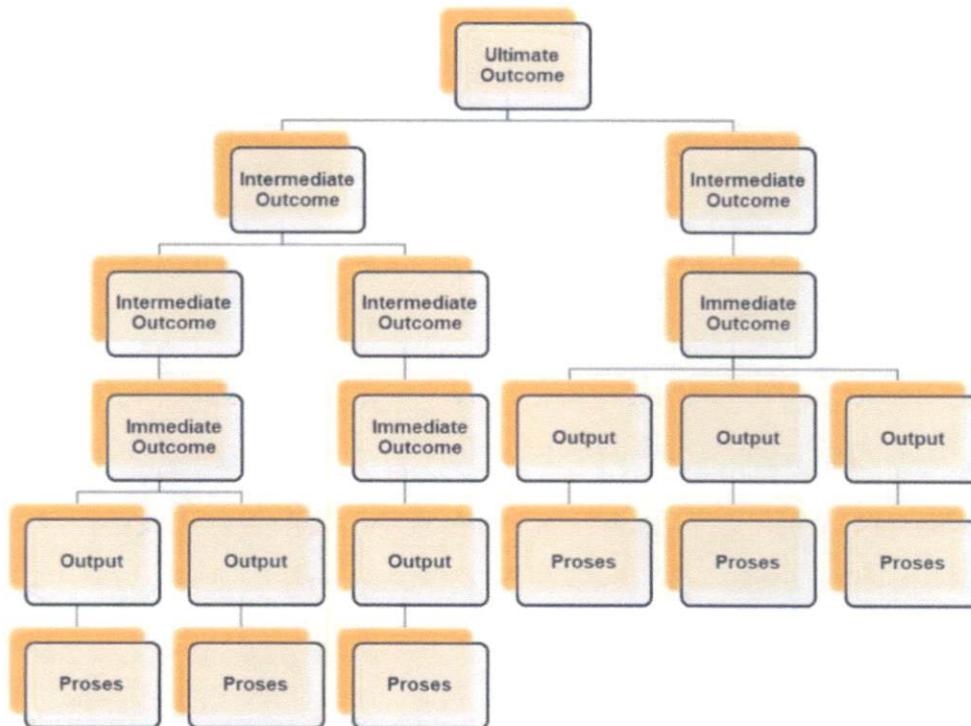 Ultimate
Outcome
Intermediate
Outcome
Intermediate
Outcome
Intermediate
Outcome
Intermediate
Outcome
Immediate
Outcome
Immediate
Outcome
Immediate
Outcome
Output
Output
Output
Output
Output
Output
Proses
Proses
Proses
Proses
Proses
Proses